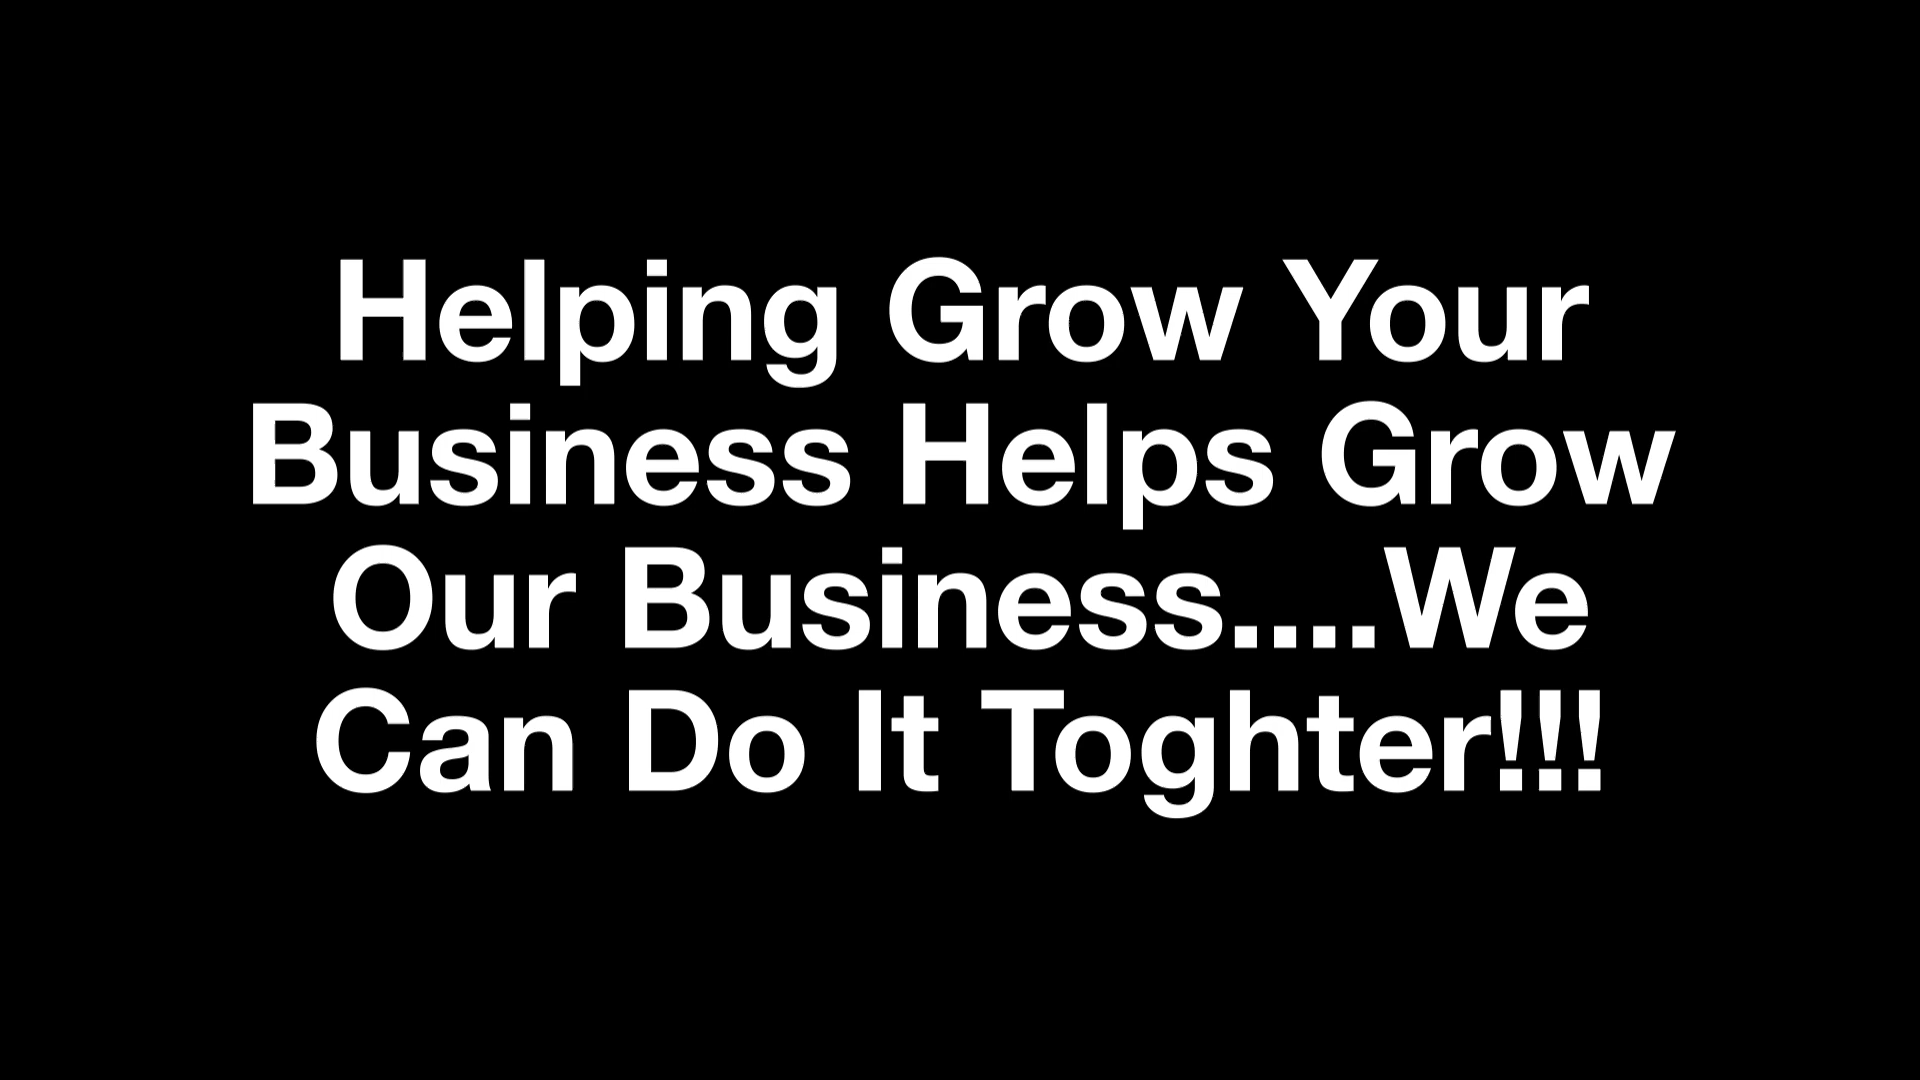 Helping Grow Your
Business Helps Grow
Our Business....We
Can Do It Toghter!!!